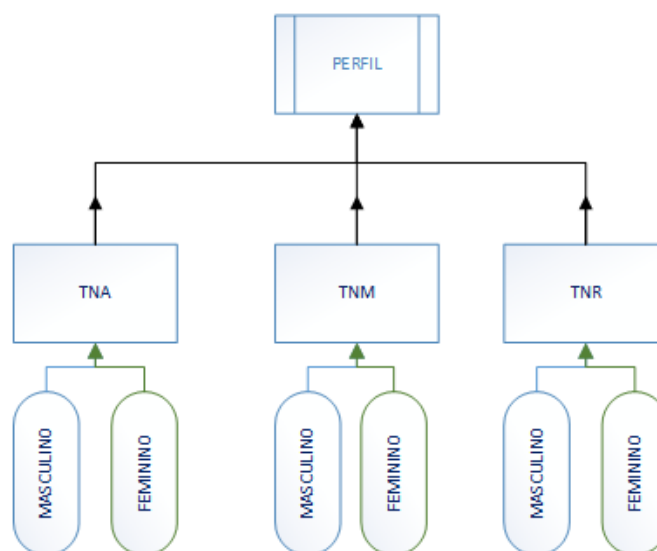 PERFIL
TNA
TNM
TNR
MASCULINO
FEMININO
MASCULINO
FEMININO
MASCULINO
FEMININO